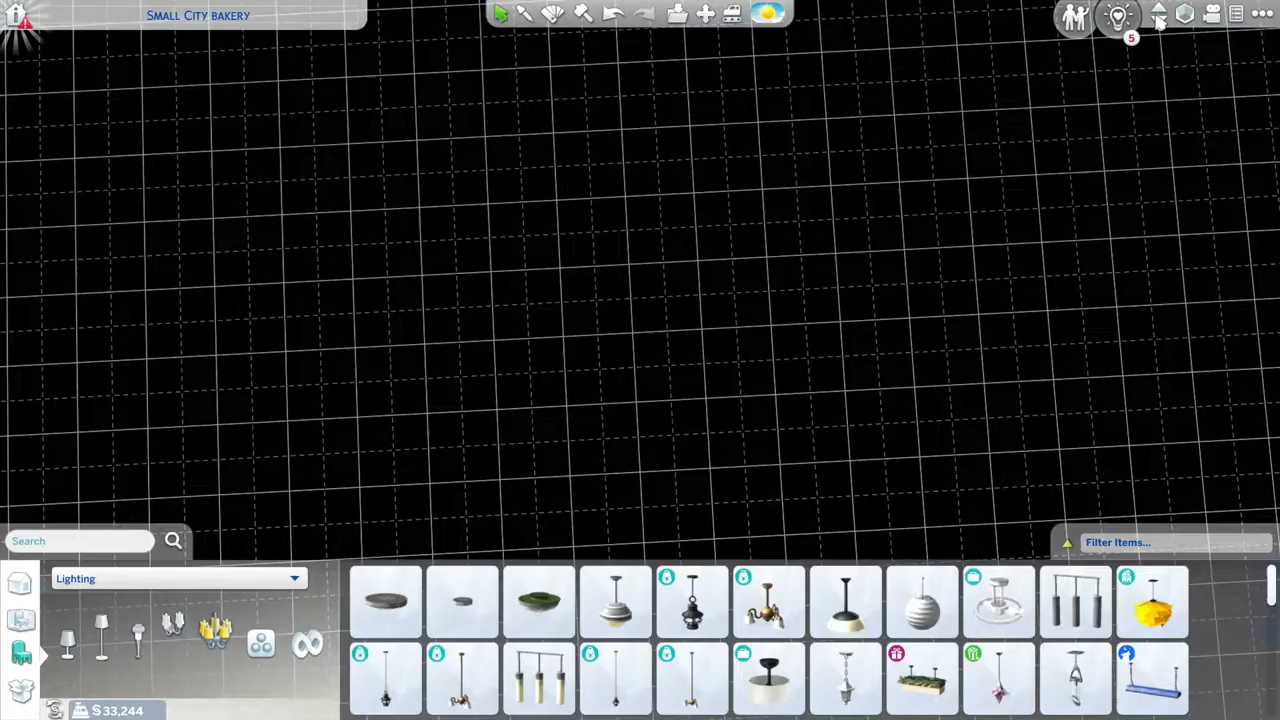 SMALL CITY BAKERY
5
Search
Filter Items...
Lighting
$33,244